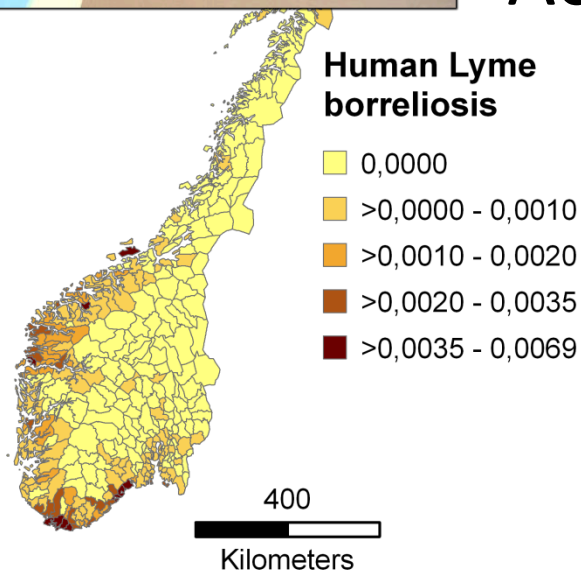 Human Lyme
borreliosis
0,0000
>0,0000 - 0,0010
>0,0010 - 0,0020
>0,0020 - 0,0035
>0,0035 - 0,0069
400
Kilometers